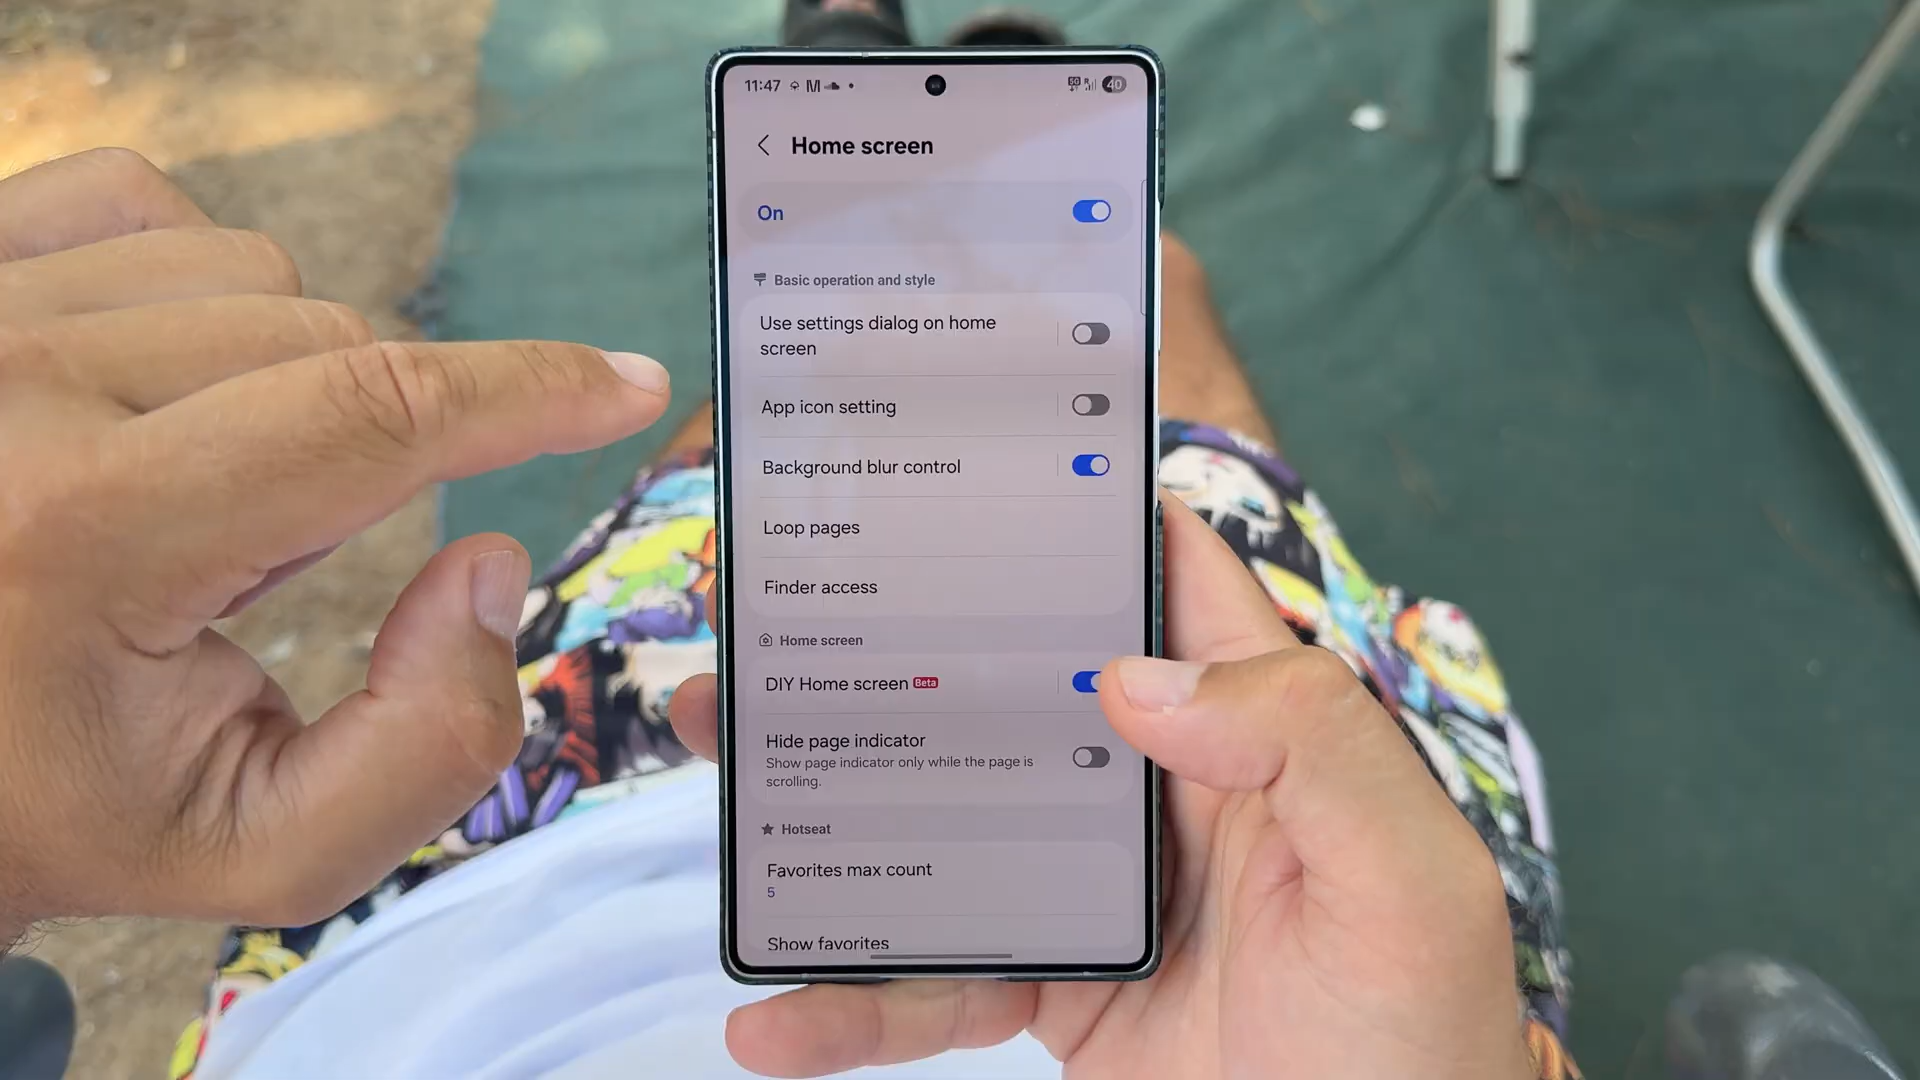 11:47 M
5G R 40
Home screen
On
Basic operation and style
Use settings dialog on home
screen
App icon setting
Background blur control
Loop pages
Finder access
Home screen
DIY Home screen Beta
Hide page indicator
Show page indicator only while the page is
scrolling.
Hotseat
Favorites max count
5
Show favorites